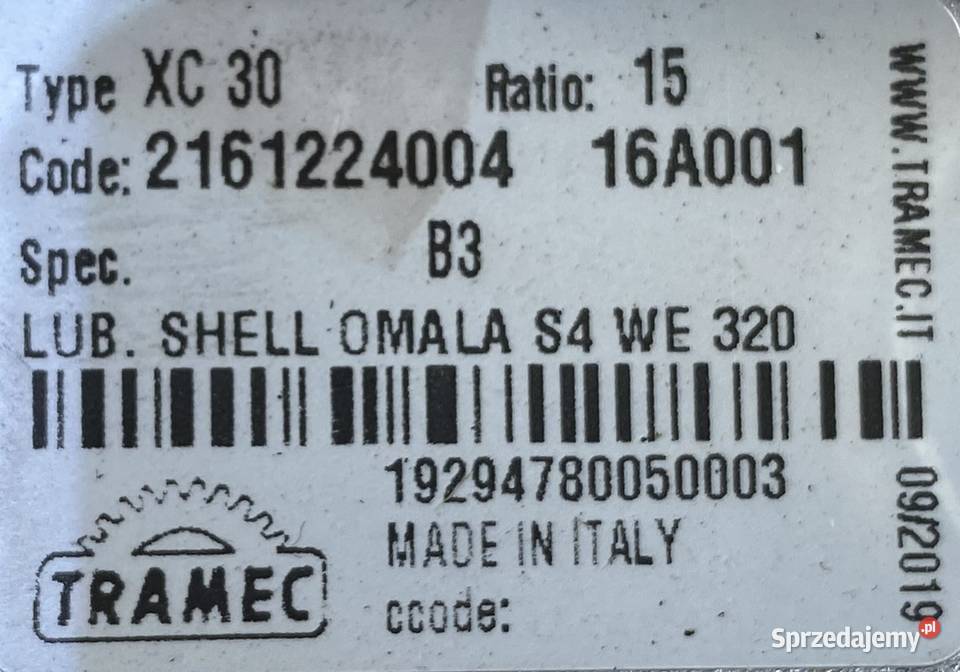 Type XC 30 Ratio: 15
Code: 2161224004 16A001
Spec. B3
LUB. SHELL OMALA S4 WE 320
19294780050003
MADE IN ITALY
ccode:
TRAMEC
WWW.TRAMEC.IT
09/2019
Sprzedajemy.pl